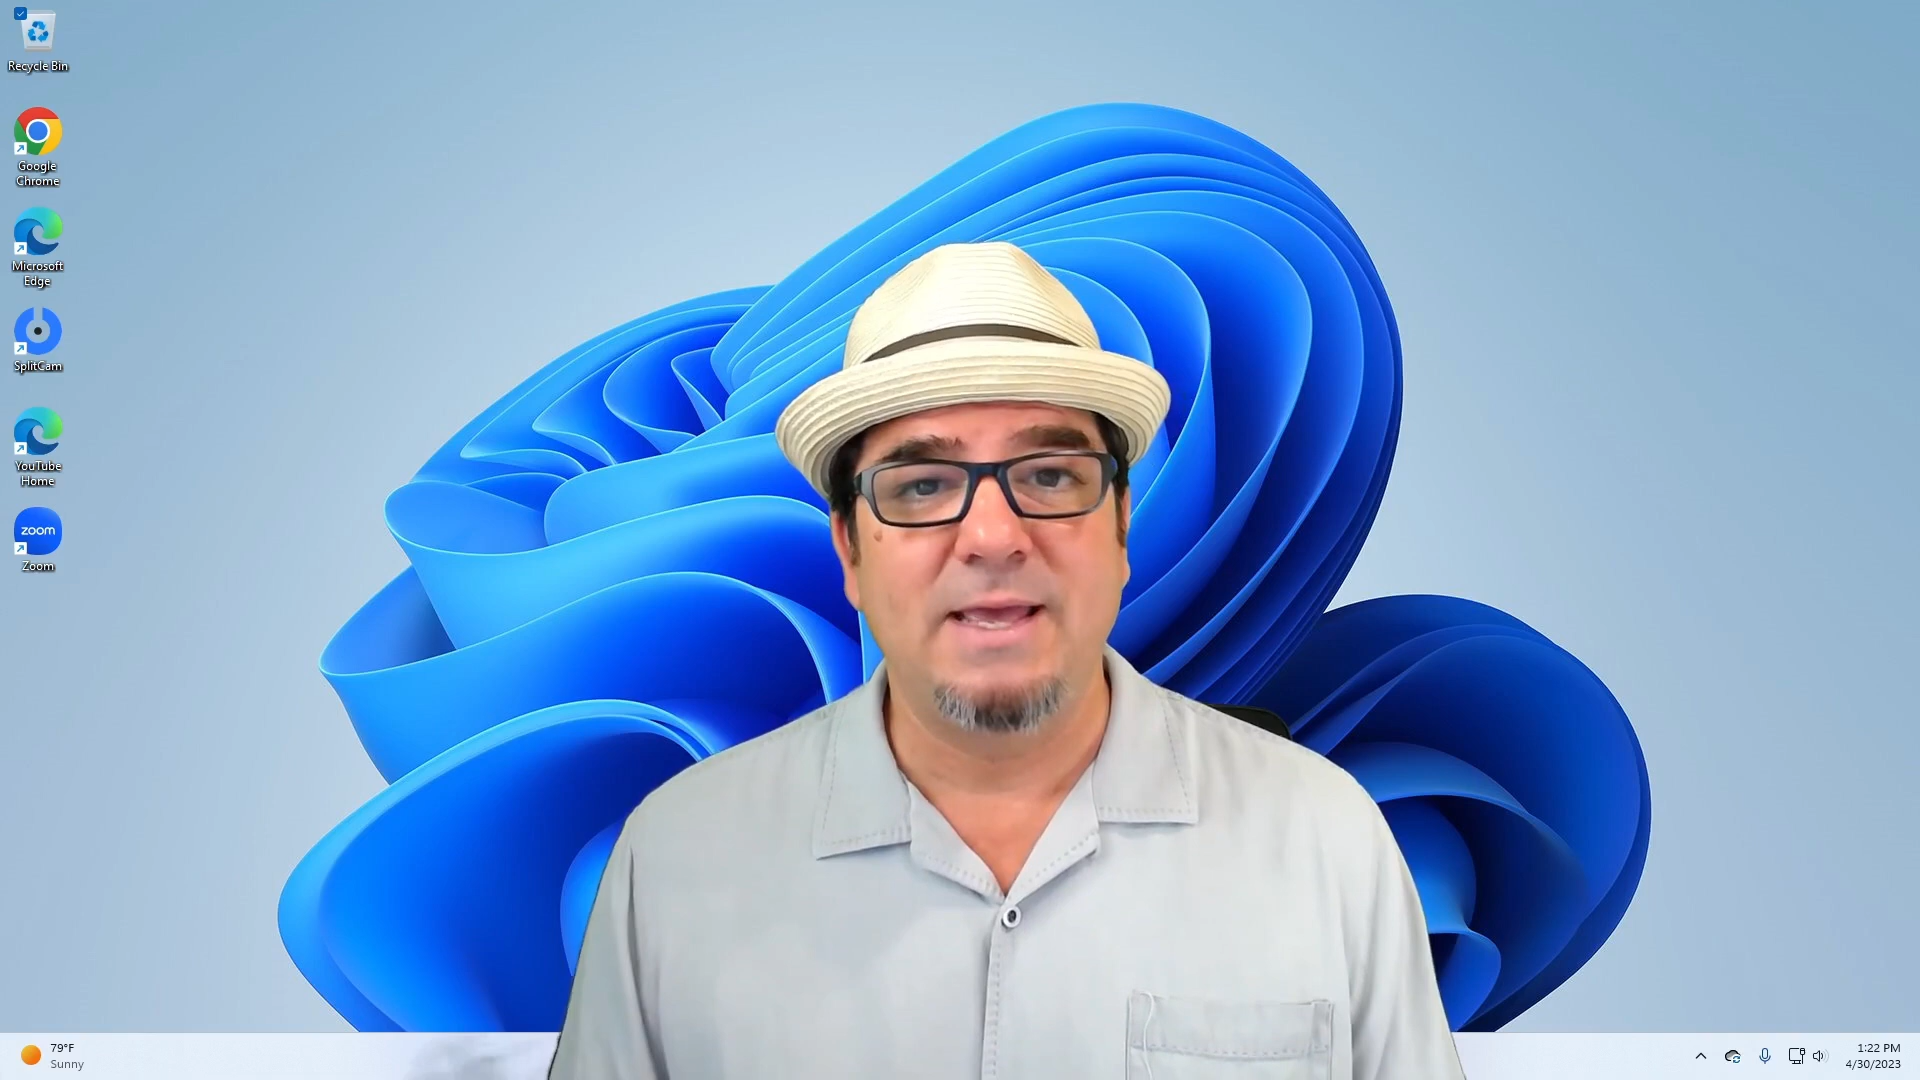 Recycle Bin
Google
Chrome
Microsoft
Edge
SplitCam
YouTube
Home
zoom
Zoom
79°F
Sunny
1:22 PM
4/30/2023